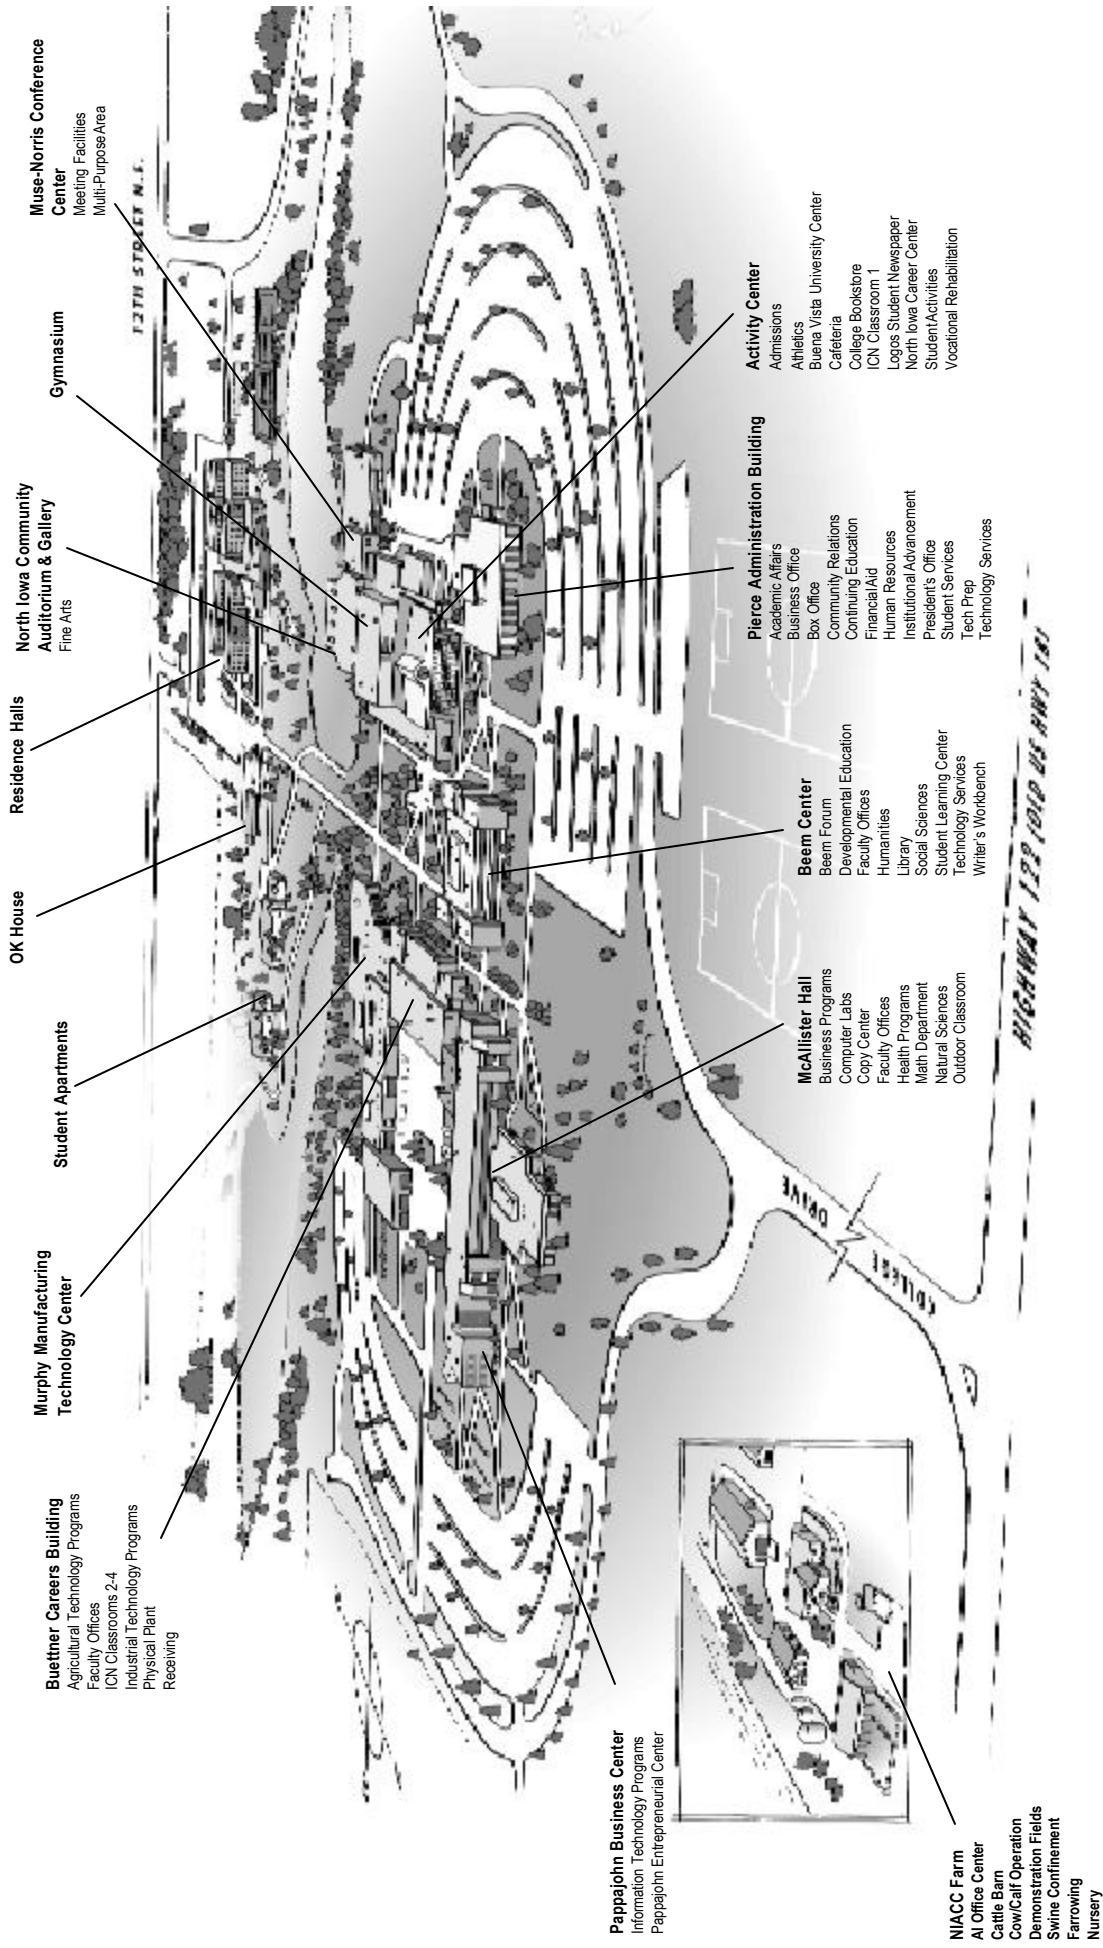 Muse-Norris Conference
Center
Meeting Facilities
Multi-Purpose Area
12TH STREET N.E.
Gymnasium
North Iowa Community
Auditorium & Gallery
Fine Arts
Residence Halls
OK House
Student Apartments
Murphy Manufacturing
Technology Center
Buettner Careers Building
Agricultural Technology Programs
Faculty Offices
ICN Classrooms 2-4
Industrial Technology Programs
Physical Plant
Receiving
Activity Center
Admissions
Athletics
Buena Vista University Center
Cafeteria
College Bookstore
ICN Classroom 1
Logos Student Newspaper
North Iowa Career Center
Student Activities
Vocational Rehabilitation
Pierce Administration Building
Academic Affairs
Business Office
Box Office
Community Relations
Continuing Education
Financial Aid
Human Resources
Institutional Advancement
President's Office
Student Services
Tech Prep
Technology Services
Beem Center
Beem Forum
Developmental Education
Faculty Offices
Humanities
Library
Social Sciences
Student Learning Center
Technology Services
Writer's Workbench
McAllister Hall
Business Programs
Computer Labs
Copy Center
Faculty Offices
Health Programs
Math Department
Natural Sciences
Outdoor Classroom
HIGHWAY 122 (OLD US HWY 18)
COLLEGE DRIVE
Pappajohn Business Center
Information Technology Programs
Pappajohn Entrepreneurial Center
NIACC Farm
AI Office Center
Cattle Barn
Cow/Calf Operation
Demonstration Fields
Swine Confinement
Farrowing
Nursery